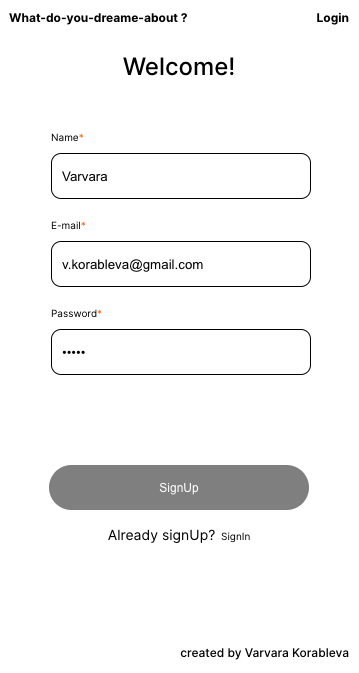 What-do-you-dreame-about ? Login
Welcome!
Name*
Varvara
E-mail*
v.korableva@gmail.com
Password*
•••••
SignUp
Already signUp? SignIn
created by Varvara Korableva